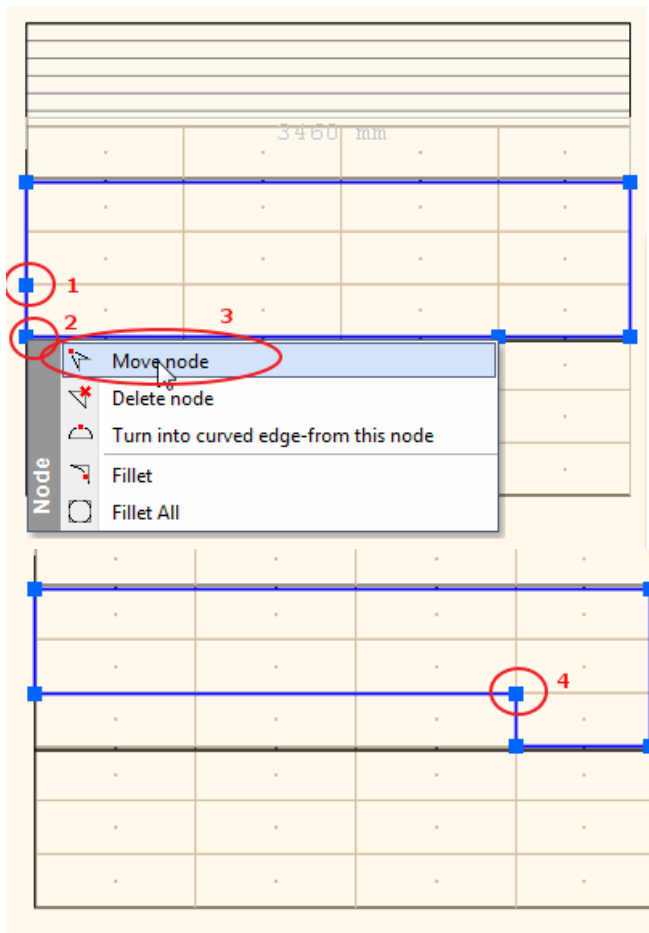 3460 mm
1
2
3
Move node
Delete node
Turn into curved edge-from this node
Fillet
Fillet All
Node
4